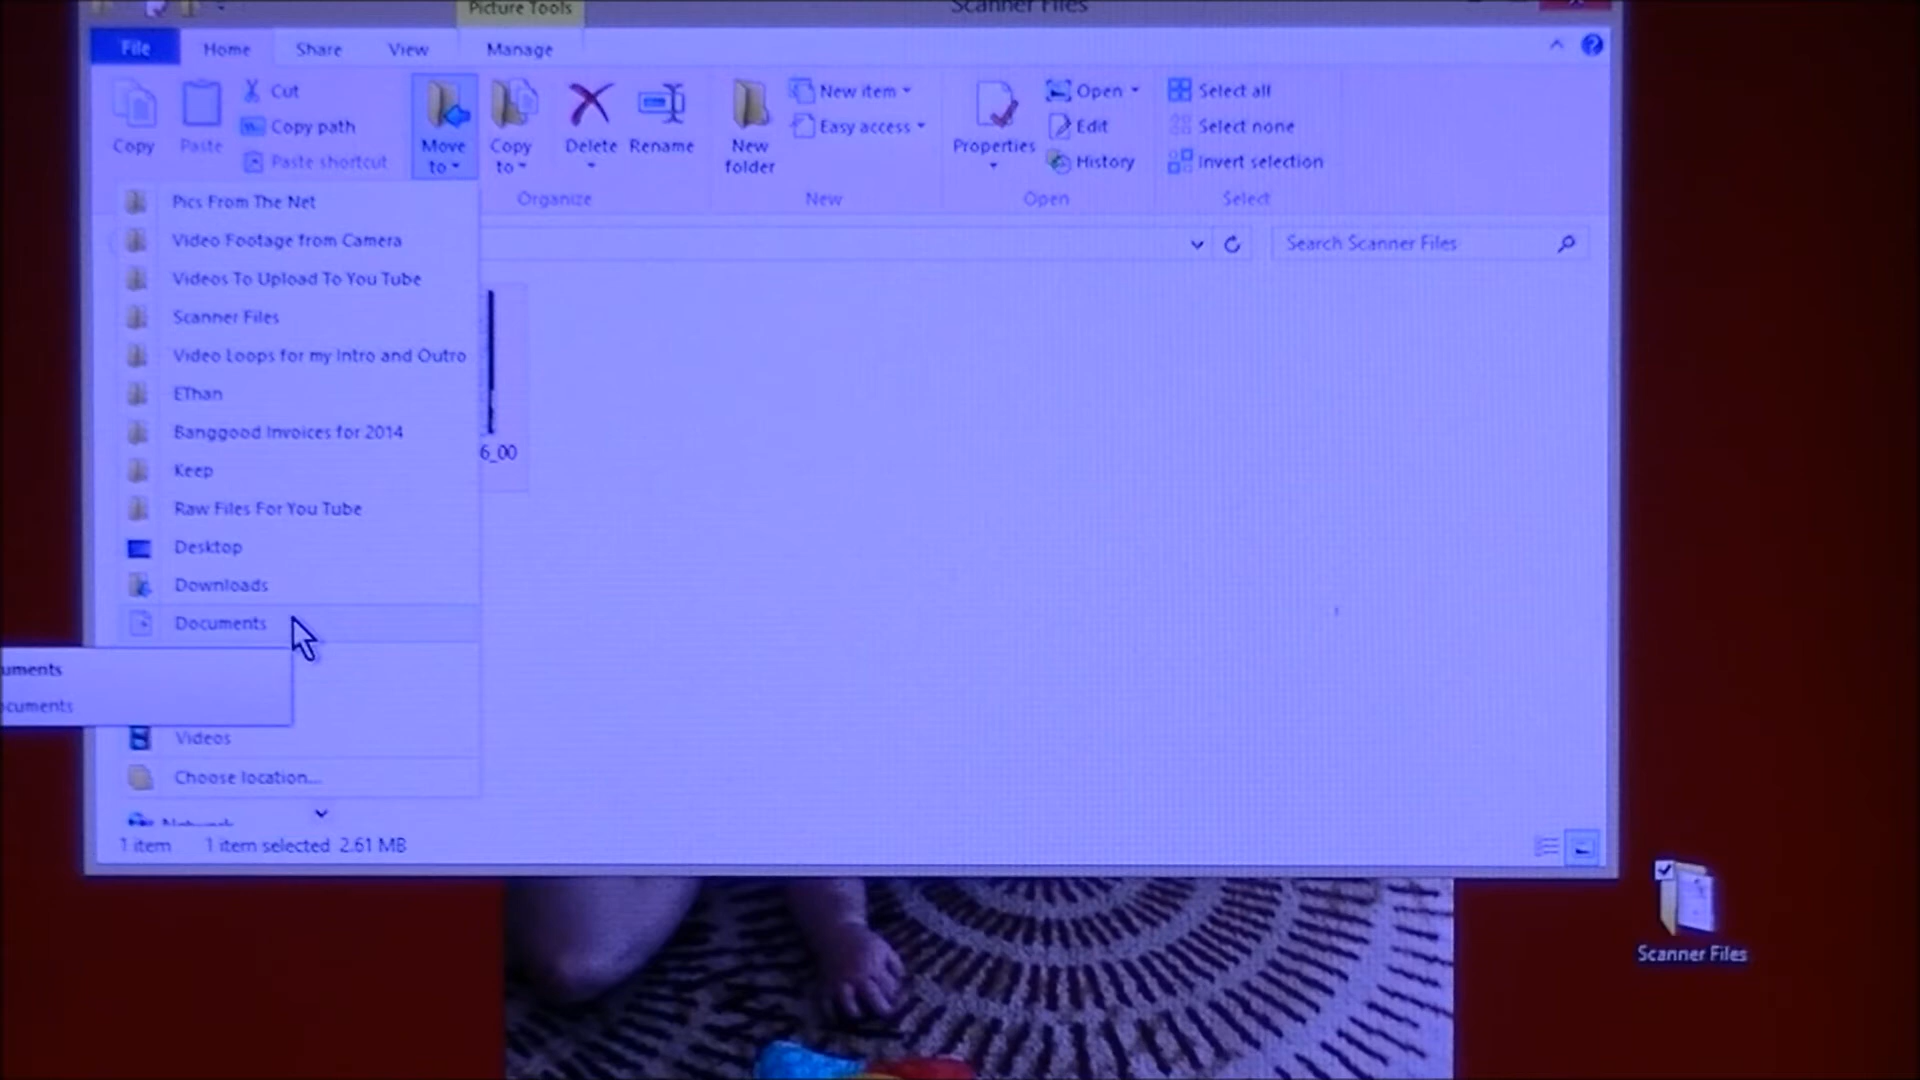 Picture Tools
Scanner Files
File Home Share View Manage
Copy
Paste
Cut
Copy path
Paste shortcut
Move to
Copy to
Delete
Rename
New folder
New item
Easy access
Properties
Open
Edit
History
Select all
Select none
Invert selection
Organize
New
Open
Select
Search Scanner Files
Pics From The Net
Video Footage from Camera
Videos To Upload To You Tube
Scanner Files
Video Loops for my Intro and Outro
EThan
Banggood Invoices for 2014
Keep
Raw Files For You Tube
Desktop
Downloads
Documents
uments
ocuments
Videos
Choose location...
Network
6_00
1 item 1 item selected 2.61 MB
Scanner Files